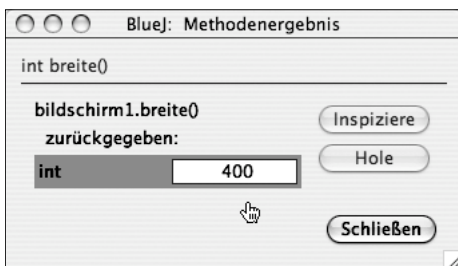 BlueJ: Methodenergebnis
int breite()
bildschirm1.breite()
zurückgegeben:
int 400
Inspiziere
Hole
Schließen